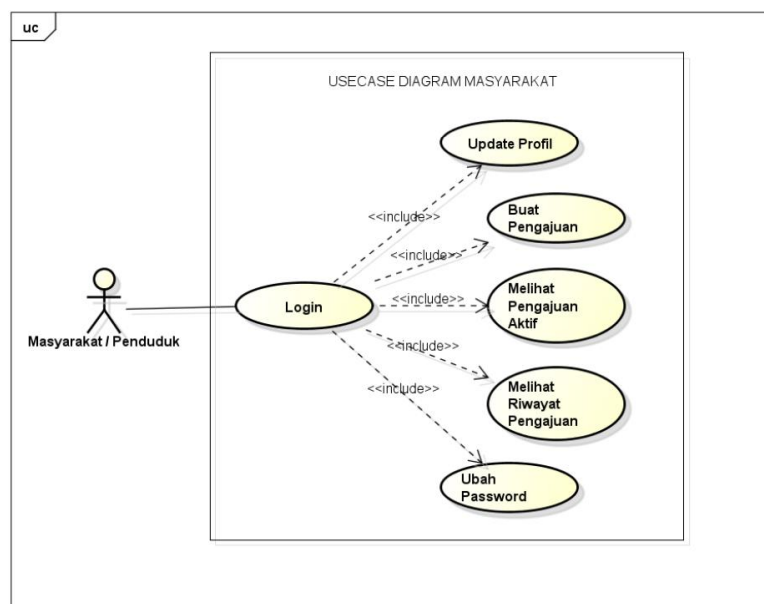 uc
USECASE DIAGRAM MASYARAKAT
Update Profil
<<include>>
Buat
Pengajuan
<<include>>
Masyarakat / Penduduk
Login
<<include>>
Melihat
Pengajuan
Aktif
<<include>>
Melihat
Riwayat
Pengajuan
<<include>>
Ubah
Password